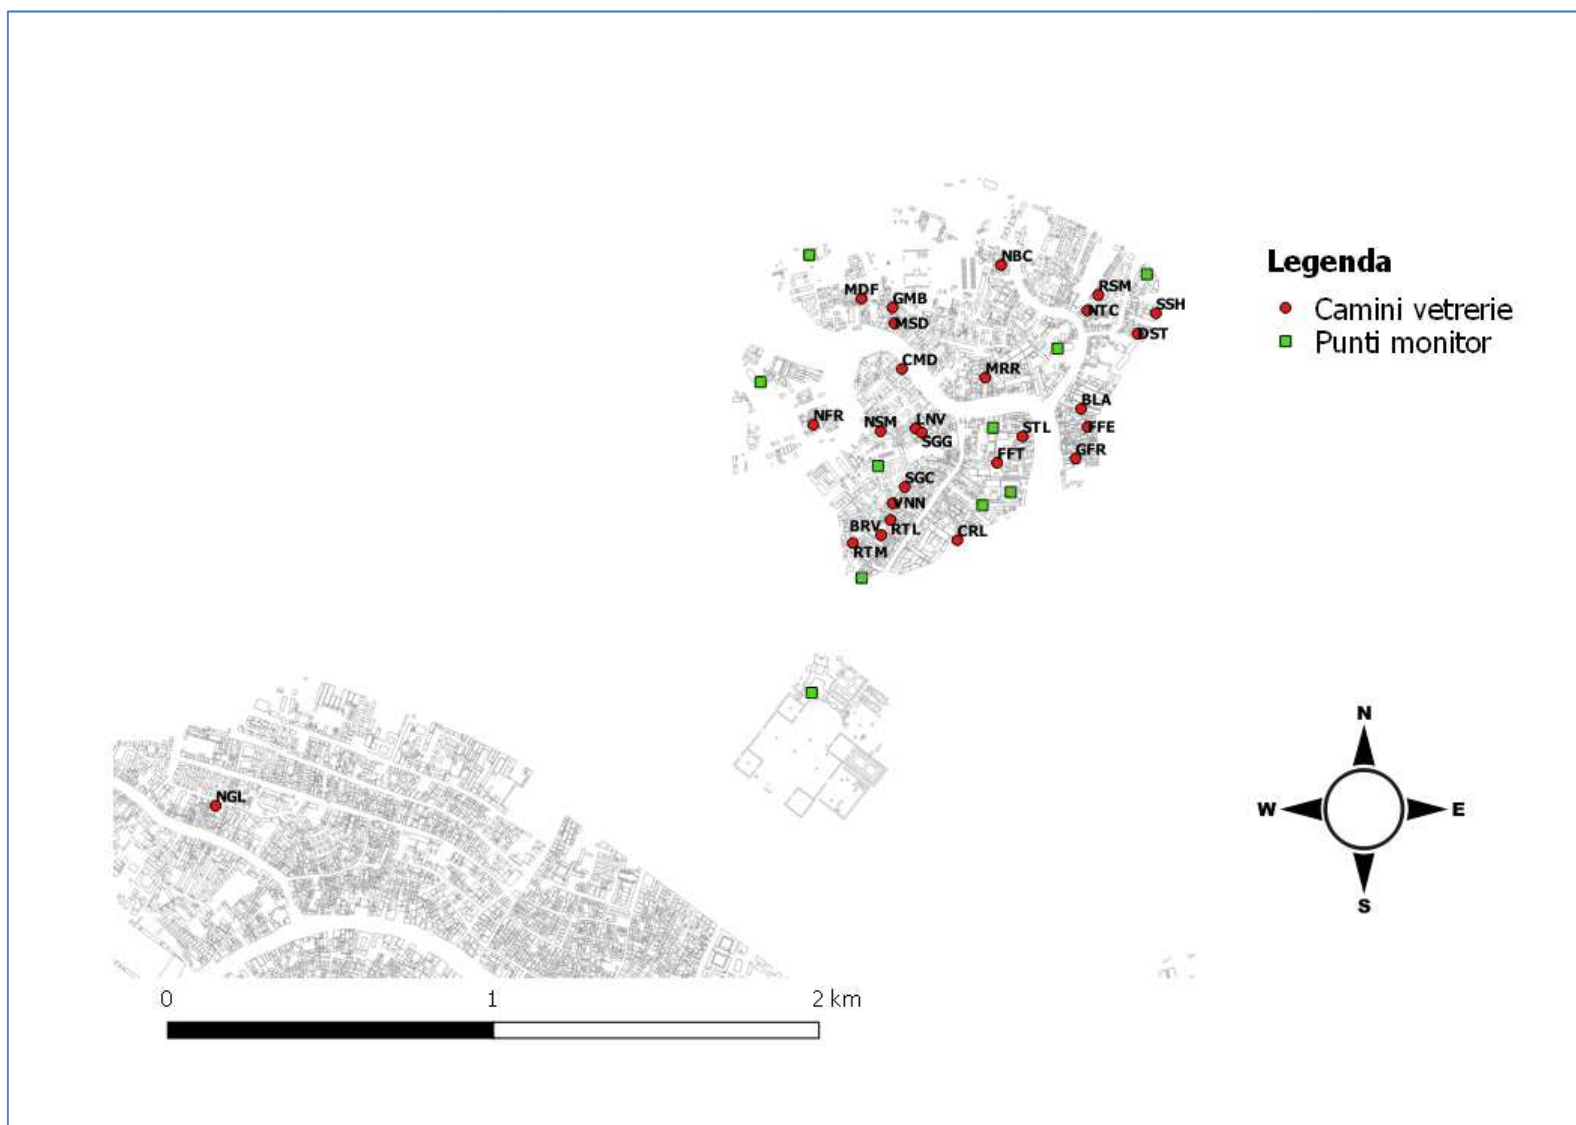 NBC
Legenda
RSM
MDF
GMB
SSH
Camini vetrerie
NTC
MSD
DST
Punti monitor
CMD
MRR
BLA
NFR
NSM
LNV
STL
FFE
SGG
FFT
GFR
SGC
VNN
BRV
RTL
CRL
RTM
N
NGL
W
E
S
0 1 2 km